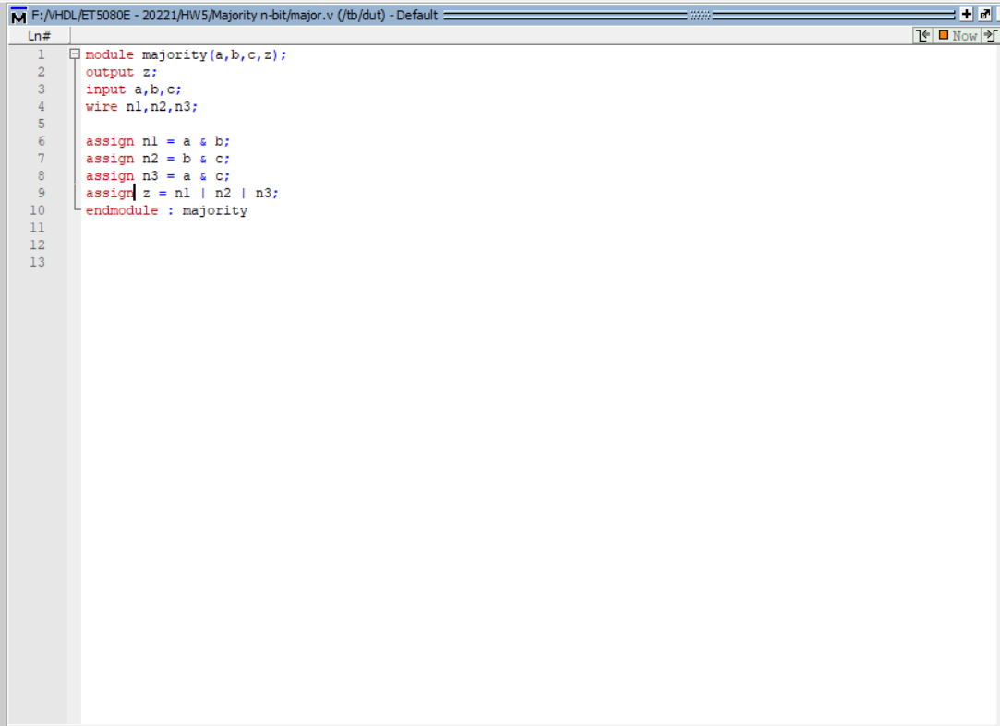 F:/VHDL/ET5080E - 20221/HW5/Majority n-bit/major.v (/tb/dut) - Default
Ln#
Now
1 module majority(a,b,c,z);
2 output z;
3 input a,b,c;
4 wire n1,n2,n3;
5
6 assign n1 = a & b;
7 assign n2 = b & c;
8 assign n3 = a & c;
9 assign z = n1 | n2 | n3;
10 endmodule : majority
11
12
13